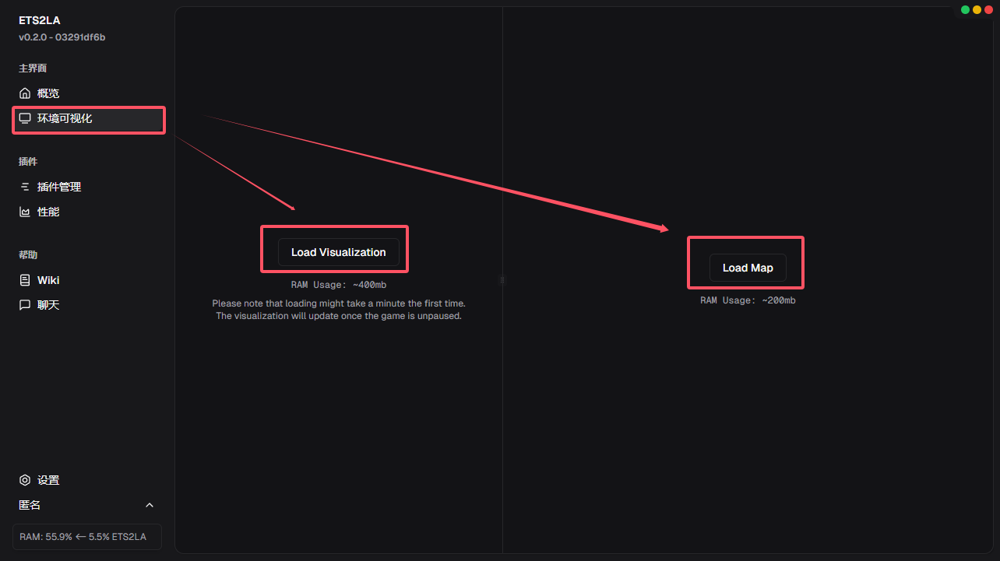 ETS2LA
v0.2.0 - 03291df6b
主界面
概览
环境可视化
插件
插件管理
性能
帮助
Wiki
聊天
设置
匿名
RAM: 55.9% <- 5.5% ETS2LA
Load Visualization
RAM Usage: ~400mb
Please note that loading might take a minute the first time.
The visualization will update once the game is unpaused.
Load Map
RAM Usage: ~200mb